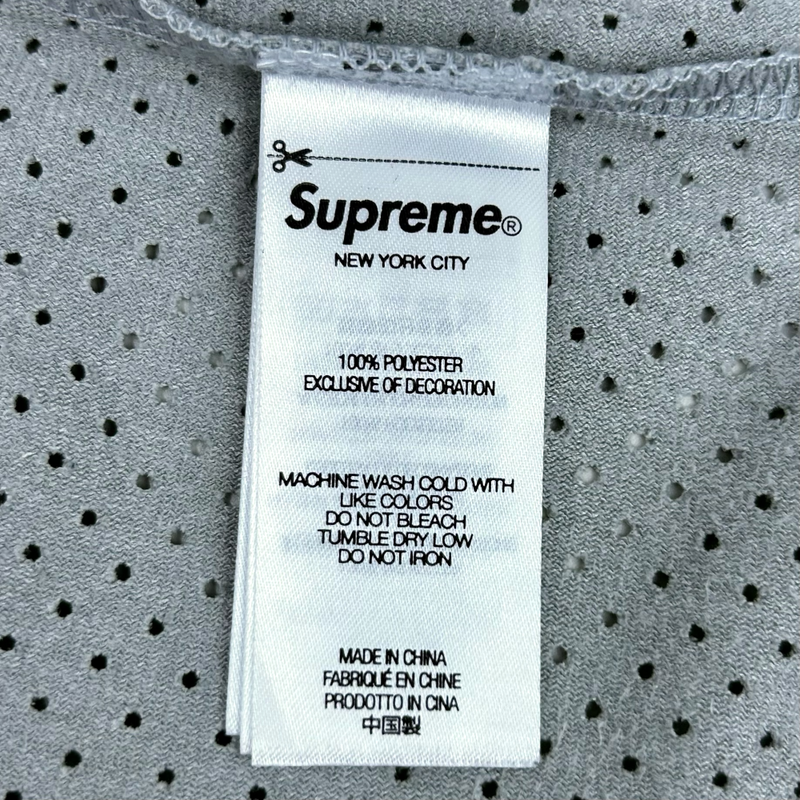 Supreme®
NEW YORK CITY
100% POLYESTER
EXCLUSIVE OF DECORATION
MACHINE WASH COLD WITH
LIKE COLORS
DO NOT BLEACH
TUMBLE DRY LOW
DO NOT IRON
MADE IN CHINA
FABRIQUÉ EN CHINE
PRODOTTO IN CINA
中国製